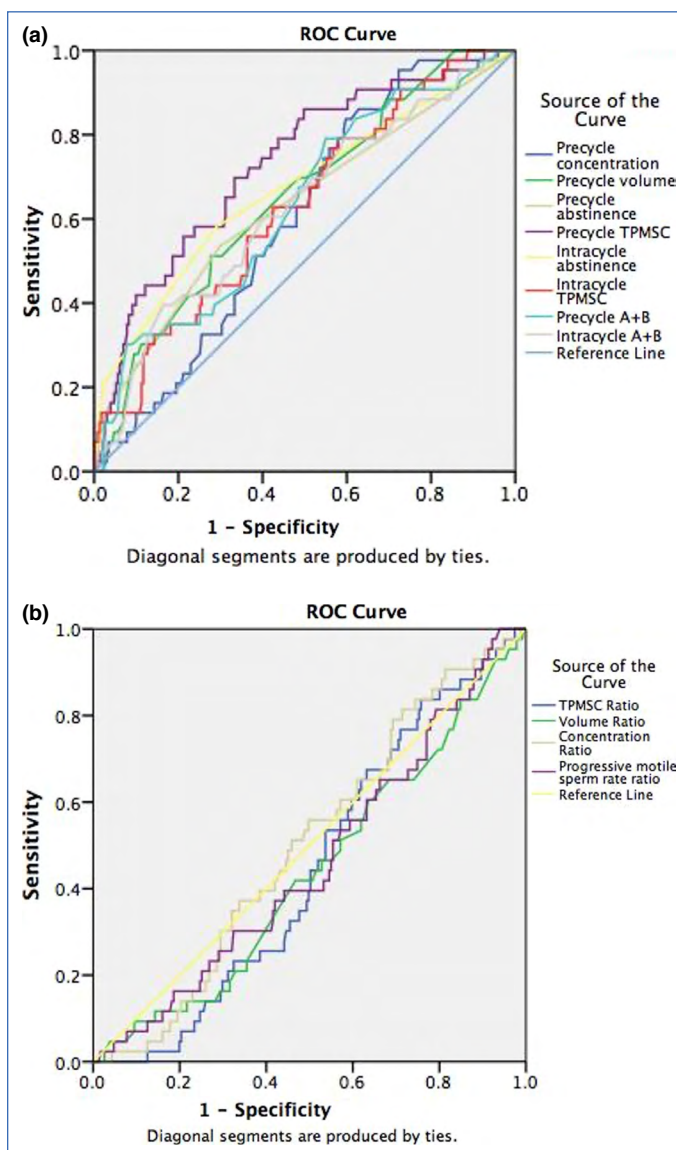 (a)
ROC Curve
1.0
0.8
0.6
0.4
0.2
0.0
Sensitivity
0.0 0.2 0.4 0.6 0.8 1.0
1 - Specificity
Diagonal segments are produced by ties.
Source of the
Curve
Precycle
concentration
Precycle volume
Precycle
abstinence
Precycle TPMSC
Intracycle
abstinence
Intracycle
TPMSC
Precycle A+B
Intracycle A+B
Reference Line
(b)
ROC Curve
1.0
0.8
0.6
0.4
0.2
0.0
Sensitivity
0.0 0.2 0.4 0.6 0.8 1.0
1 - Specificity
Diagonal segments are produced by ties.
Source of the
Curve
TPMSC Ratio
Volume Ratio
Concentration
Ratio
Progressive motile
sperm rate ratio
Reference Line